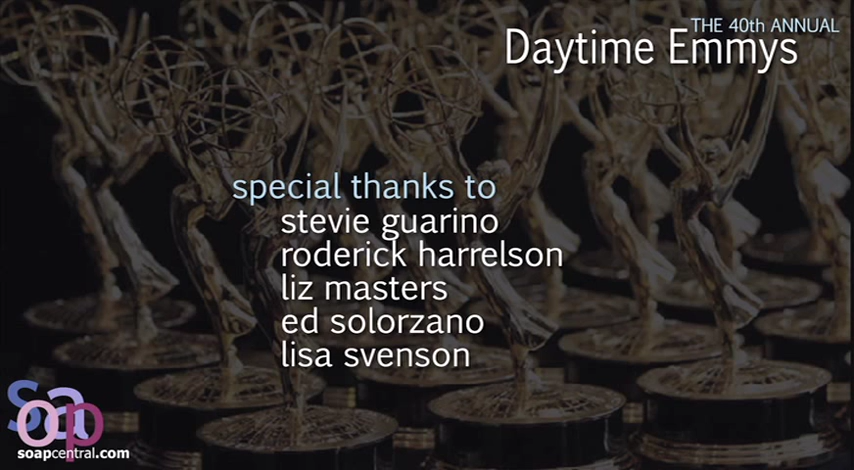 THE 40th ANNUAL
Daytime Emmys
special thanks to
stevie guarino
roderick harrelson
liz masters
ed solorzano
lisa svenson
soap
soapcentral.com